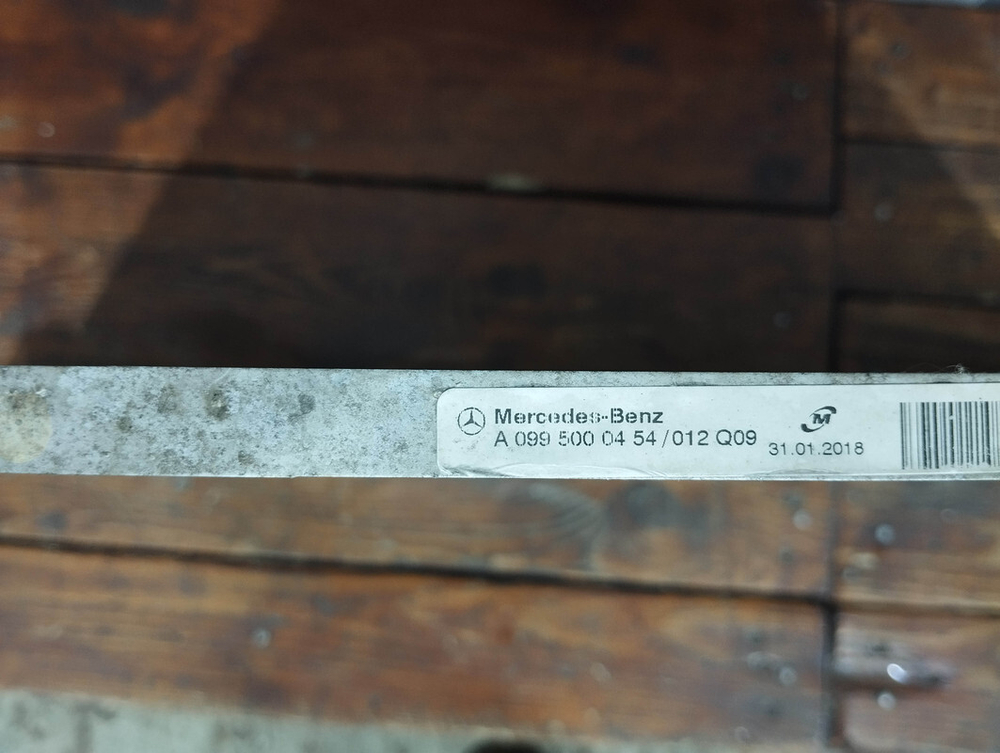 Mercedes-Benz
A 099 500 04 54 / 012 Q09
M
31.01.2018